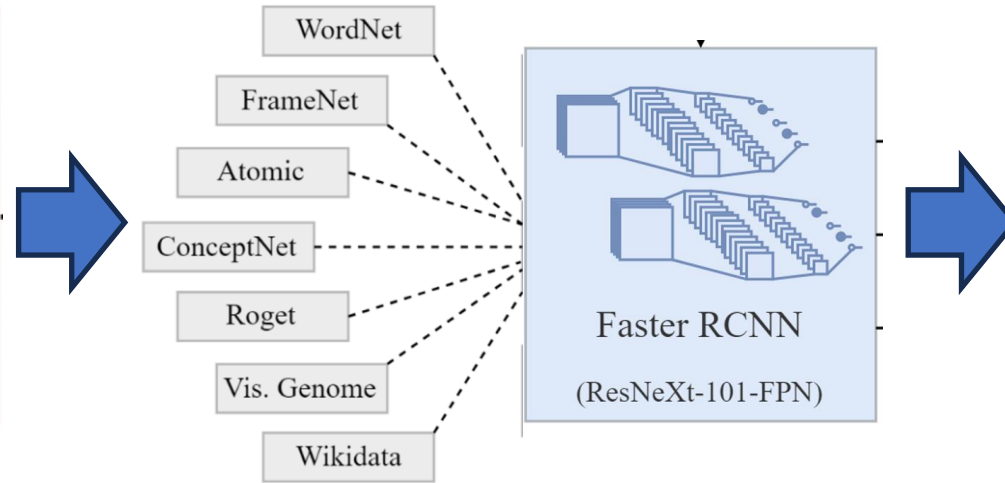 WordNet
FrameNet
Atomic
ConceptNet
Roget
Vis. Genome
Wikidata
Faster RCNN
(ResNeXt-101-FPN)